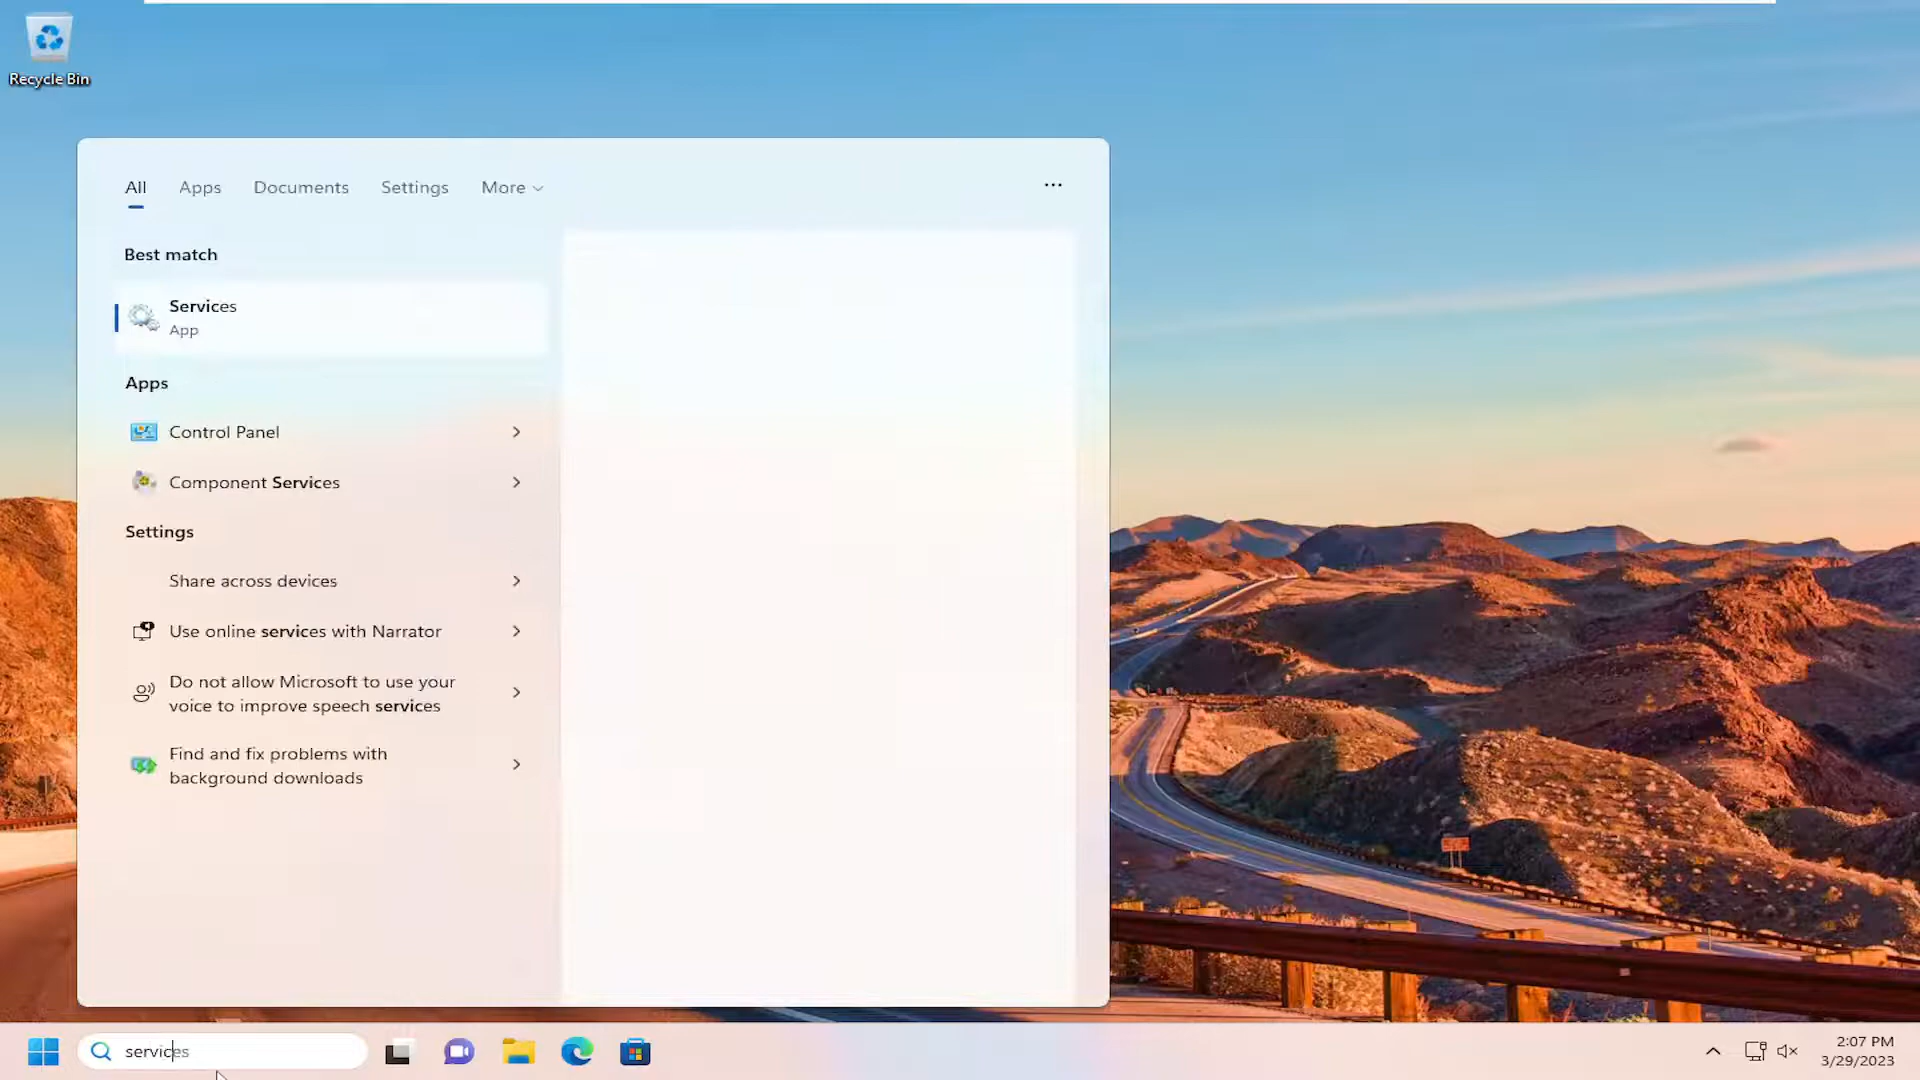 Recycle Bin
All Apps Documents Settings More
Best match
Services
App
Apps
Control Panel
Component Services
Settings
Share across devices
Use online services with Narrator
Do not allow Microsoft to use your
voice to improve speech services
Find and fix problems with
background downloads
services
2:07 PM
3/29/2023